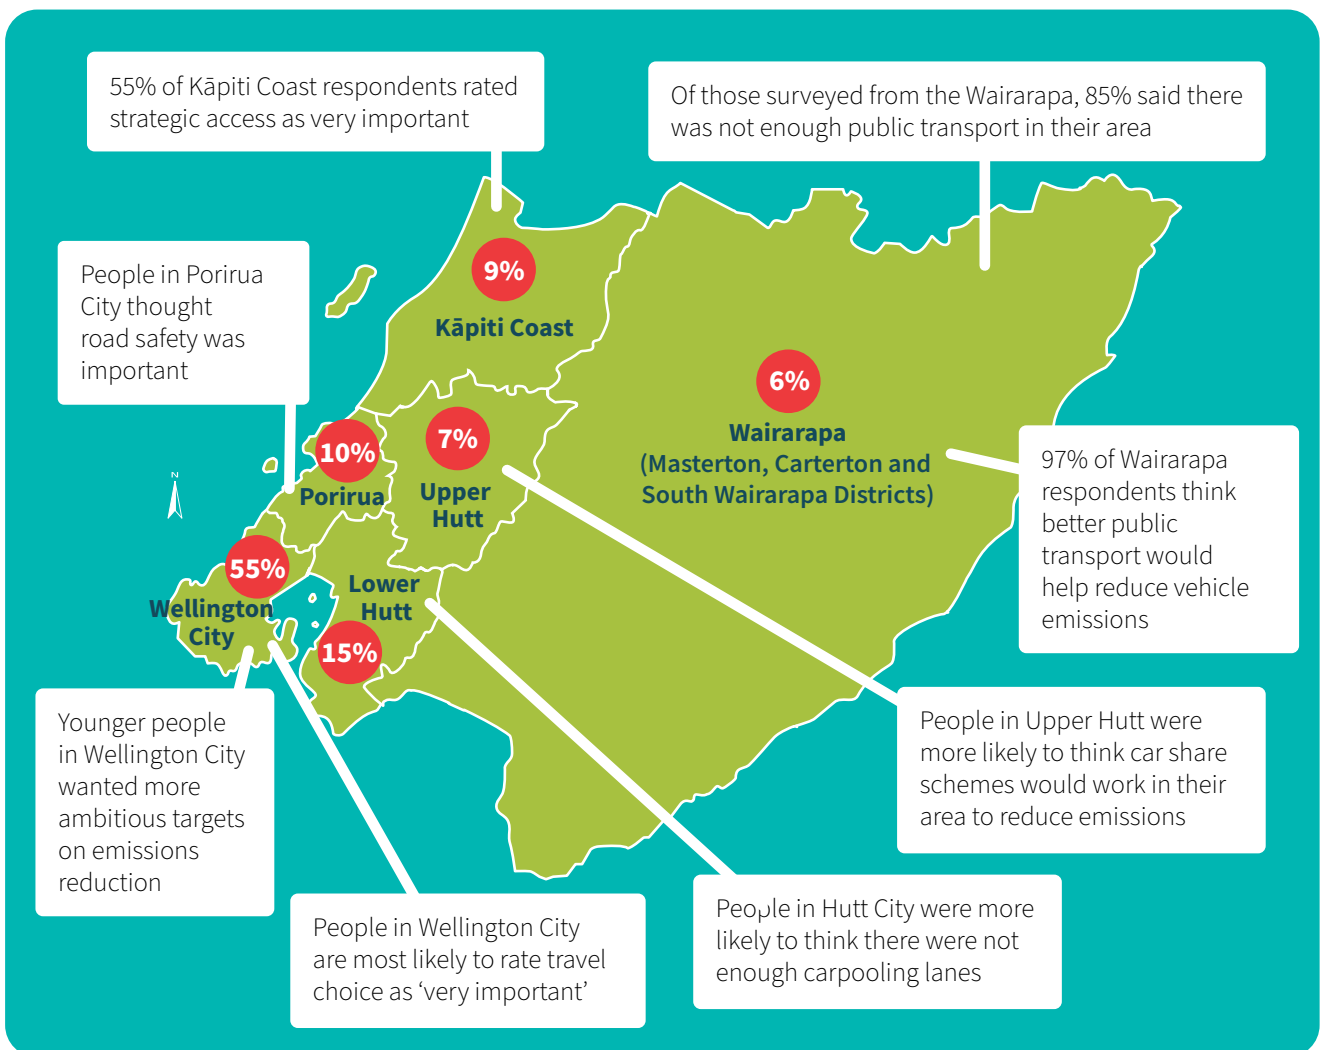 55% of Kāpiti Coast respondents rated
strategic access as very important
Of those surveyed from the Wairarapa, 85% said there
was not enough public transport in their area
People in Porirua
City thought
road safety was
important
9%
Kāpiti Coast
6%
Wairarapa
(Masterton, Carterton and
South Wairarapa Districts)
10%
Porirua
7%
Upper
Hutt
97% of Wairarapa
respondents think
better public
transport would
help reduce vehicle
emissions
N
55%
Wellington
City
Lower
Hutt
15%
Younger people
in Wellington City
wanted more
ambitious targets
on emissions
reduction
People in Upper Hutt were
more likely to think car share
schemes would work in their
area to reduce emissions
People in Wellington City
are most likely to rate travel
choice as ‘very important’
People in Hutt City were more
likely to think there were not
enough carpooling lanes